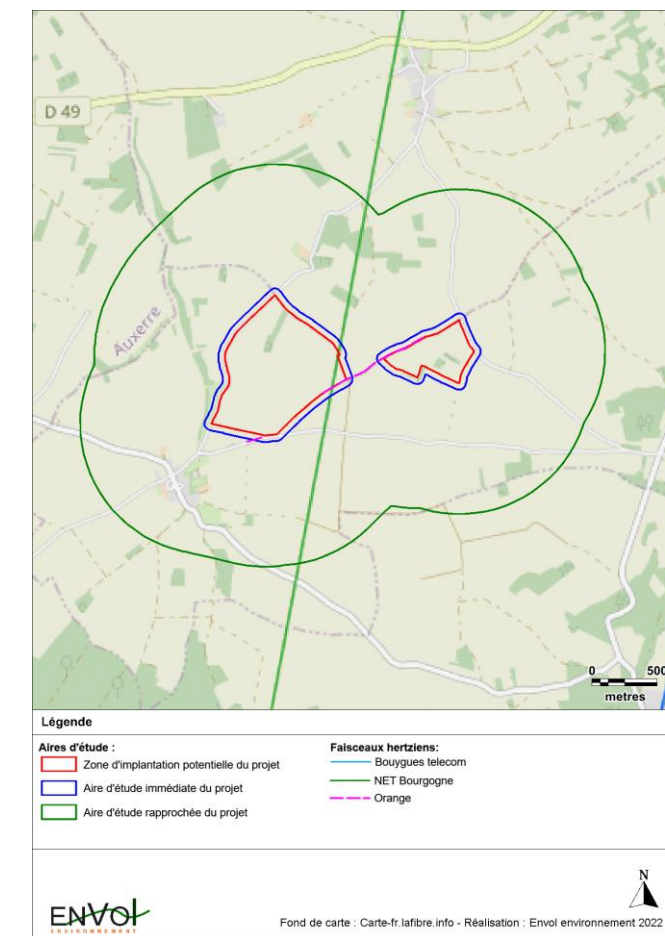 D 49
Auxerre
0 500
metres
Légende
Aires d'étude :
Zone d'implantation potentielle du projet
Aire d'étude immédiate du projet
Aire d'étude rapprochée du projet
Faisceaux hertziens:
Bouygues telecom
NET Bourgogne
Orange
N
ENVOl
ENVIRONNEMENT
Fond de carte : Carte-fr.lafibre.info - Réalisation : Envol environnement 2022